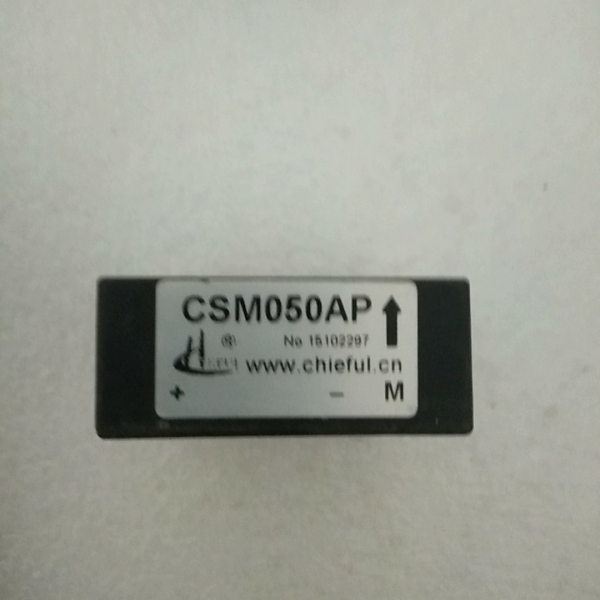 CSM050AP ↑
® No 15102297
www.chieful.cn
+ − M